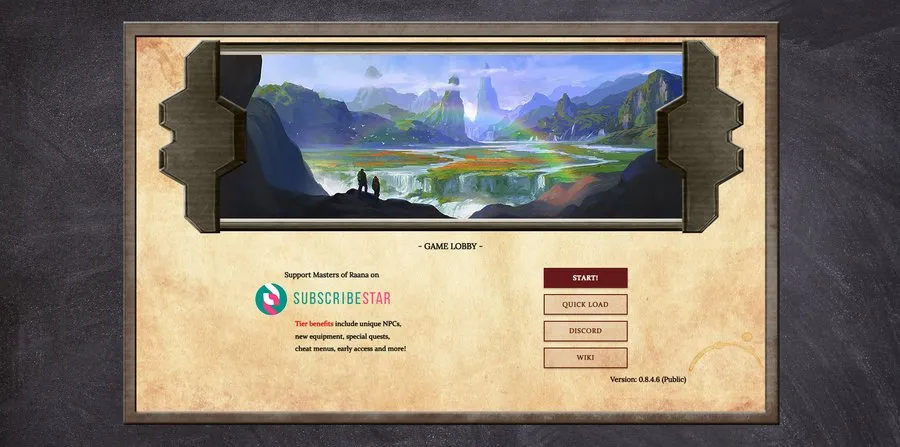 - GAME LOBBY -
Support Masters of Raana on
SUBSCRIBESTAR
Tier benefits include unique NPCs,
new equipment, special quests,
cheat menus, early access and more!
START!
QUICK LOAD
DISCORD
WIKI
Version: 0.8.4.6 (Public)